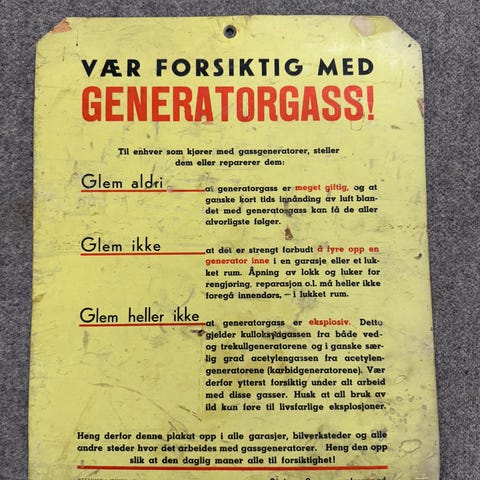 VÆR FORSIKTIG MED
GENERATORGASS!
Til enhver som kjører med gassgeneratorer, steller
dem eller reparerer dem:
Glem aldri
at generatorgass er meget giftig, og at
ganske kort tids innånding av luft blan-
det med generatorgass kan få de aller
alvorligste følger.
Glem ikke
at det er strengt forbudt å fyre opp en
generator inne i en garasje eller et luk-
ket rum. Åpning av lokk og luker for
rengjøring, reparasjon o.l. må heller ikke
foregå innendørs, — i lukket rum.
Glem heller ikke
at generatorgass er eksplosiv. Dette
gjelder kulloksydgassen fra både ved-
og trekullgeneratorene og i ganske sær-
lig grad acetylengassen fra acetylen-
generatorene (karbidgeneratorene). Vær
derfor ytterst forsiktig under alt arbeid
med disse gasser. Husk at all bruk av
ild kan føre til livsfarlige eksplosjoner.
Heng derfor denne plakat opp i alle garasjer, bilverksteder og alle
andre steder hvor det arbeides med gassgeneratorer. Heng den opp
slik at den daglig maner alle til forsiktighet!